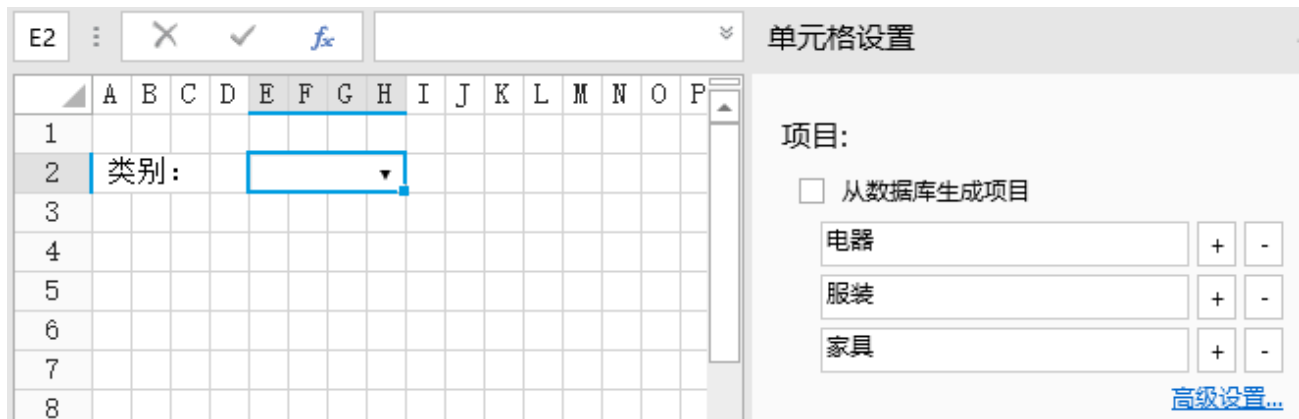 E2 fx 单元格设置
A B C D E F G H I J K L M N O P
1
项目:
2 类别:
从数据库生成项目
3
4 电器 + -
5 服装 + -
6
家具 + -
7
8 高级设置...